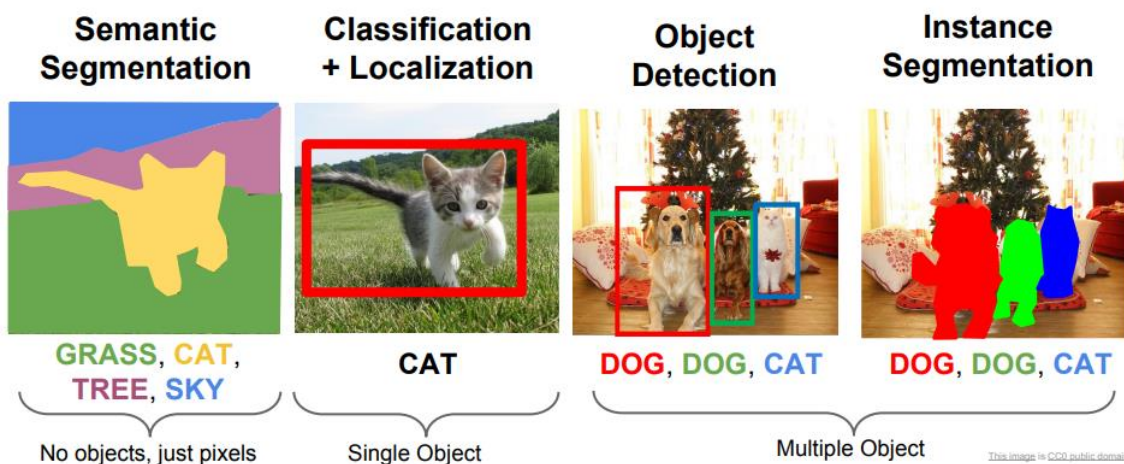 Semantic
Segmentation
Classification
+ Localization
Object
Detection
Instance
Segmentation
GRASS, CAT,
TREE, SKY
CAT
DOG, DOG, CAT
DOG, DOG, CAT
No objects, just pixels
Single Object
Multiple Object
This image is CC0 public domai